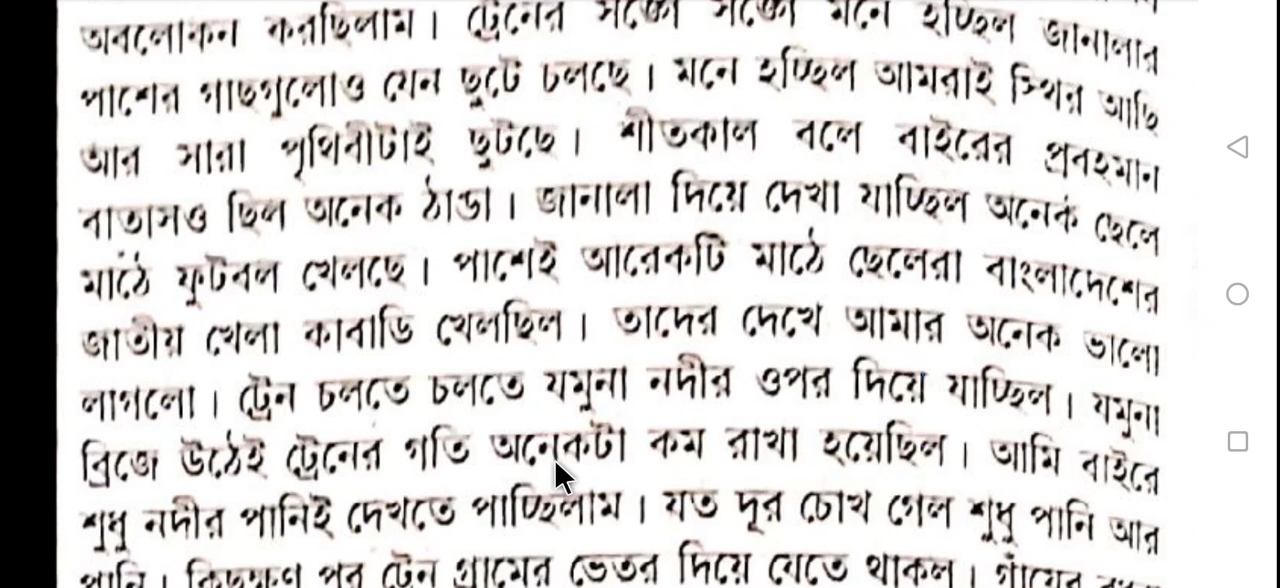 অবলোকন করছিলাম। ট্রেনের সঙ্গে সঙ্গে মনে হচ্ছিল জানালার
পাশের গাছগুলোও যেন ছুটে চলছে। মনে হচ্ছিল আমরাই স্থির আছি
আর সারা পৃথিবীটাই ছুটছে। শীতকাল বলে বাইরের প্রবহমান
বাতাসও ছিল অনেক ঠান্ডা। জানালা দিয়ে দেখা যাচ্ছিল অনেক ছেলে
মাঠে ফুটবল খেলছে। পাশেই আরেকটি মাঠে ছেলেরা বাংলাদেশের
জাতীয় খেলা কাবাডি খেলছিল। তাদের দেখে আমার অনেক ভালো
লাগলো। ট্রেন চলতে চলতে যমুনা নদীর ওপর দিয়ে যাচ্ছিল। যমুনা
ব্রিজে উঠেই ট্রেনের গতি অনেকটা কম রাখা হয়েছিল। আমি বাইরে
শুধু নদীর পানিই দেখতে পাচ্ছিলাম। যত দূর চোখ গেল শুধু পানি আর
পানি। কিছুক্ষণ পর ট্রেন গ্রামের ভেতর দিয়ে যেতে থাকল। গাঁয়ের